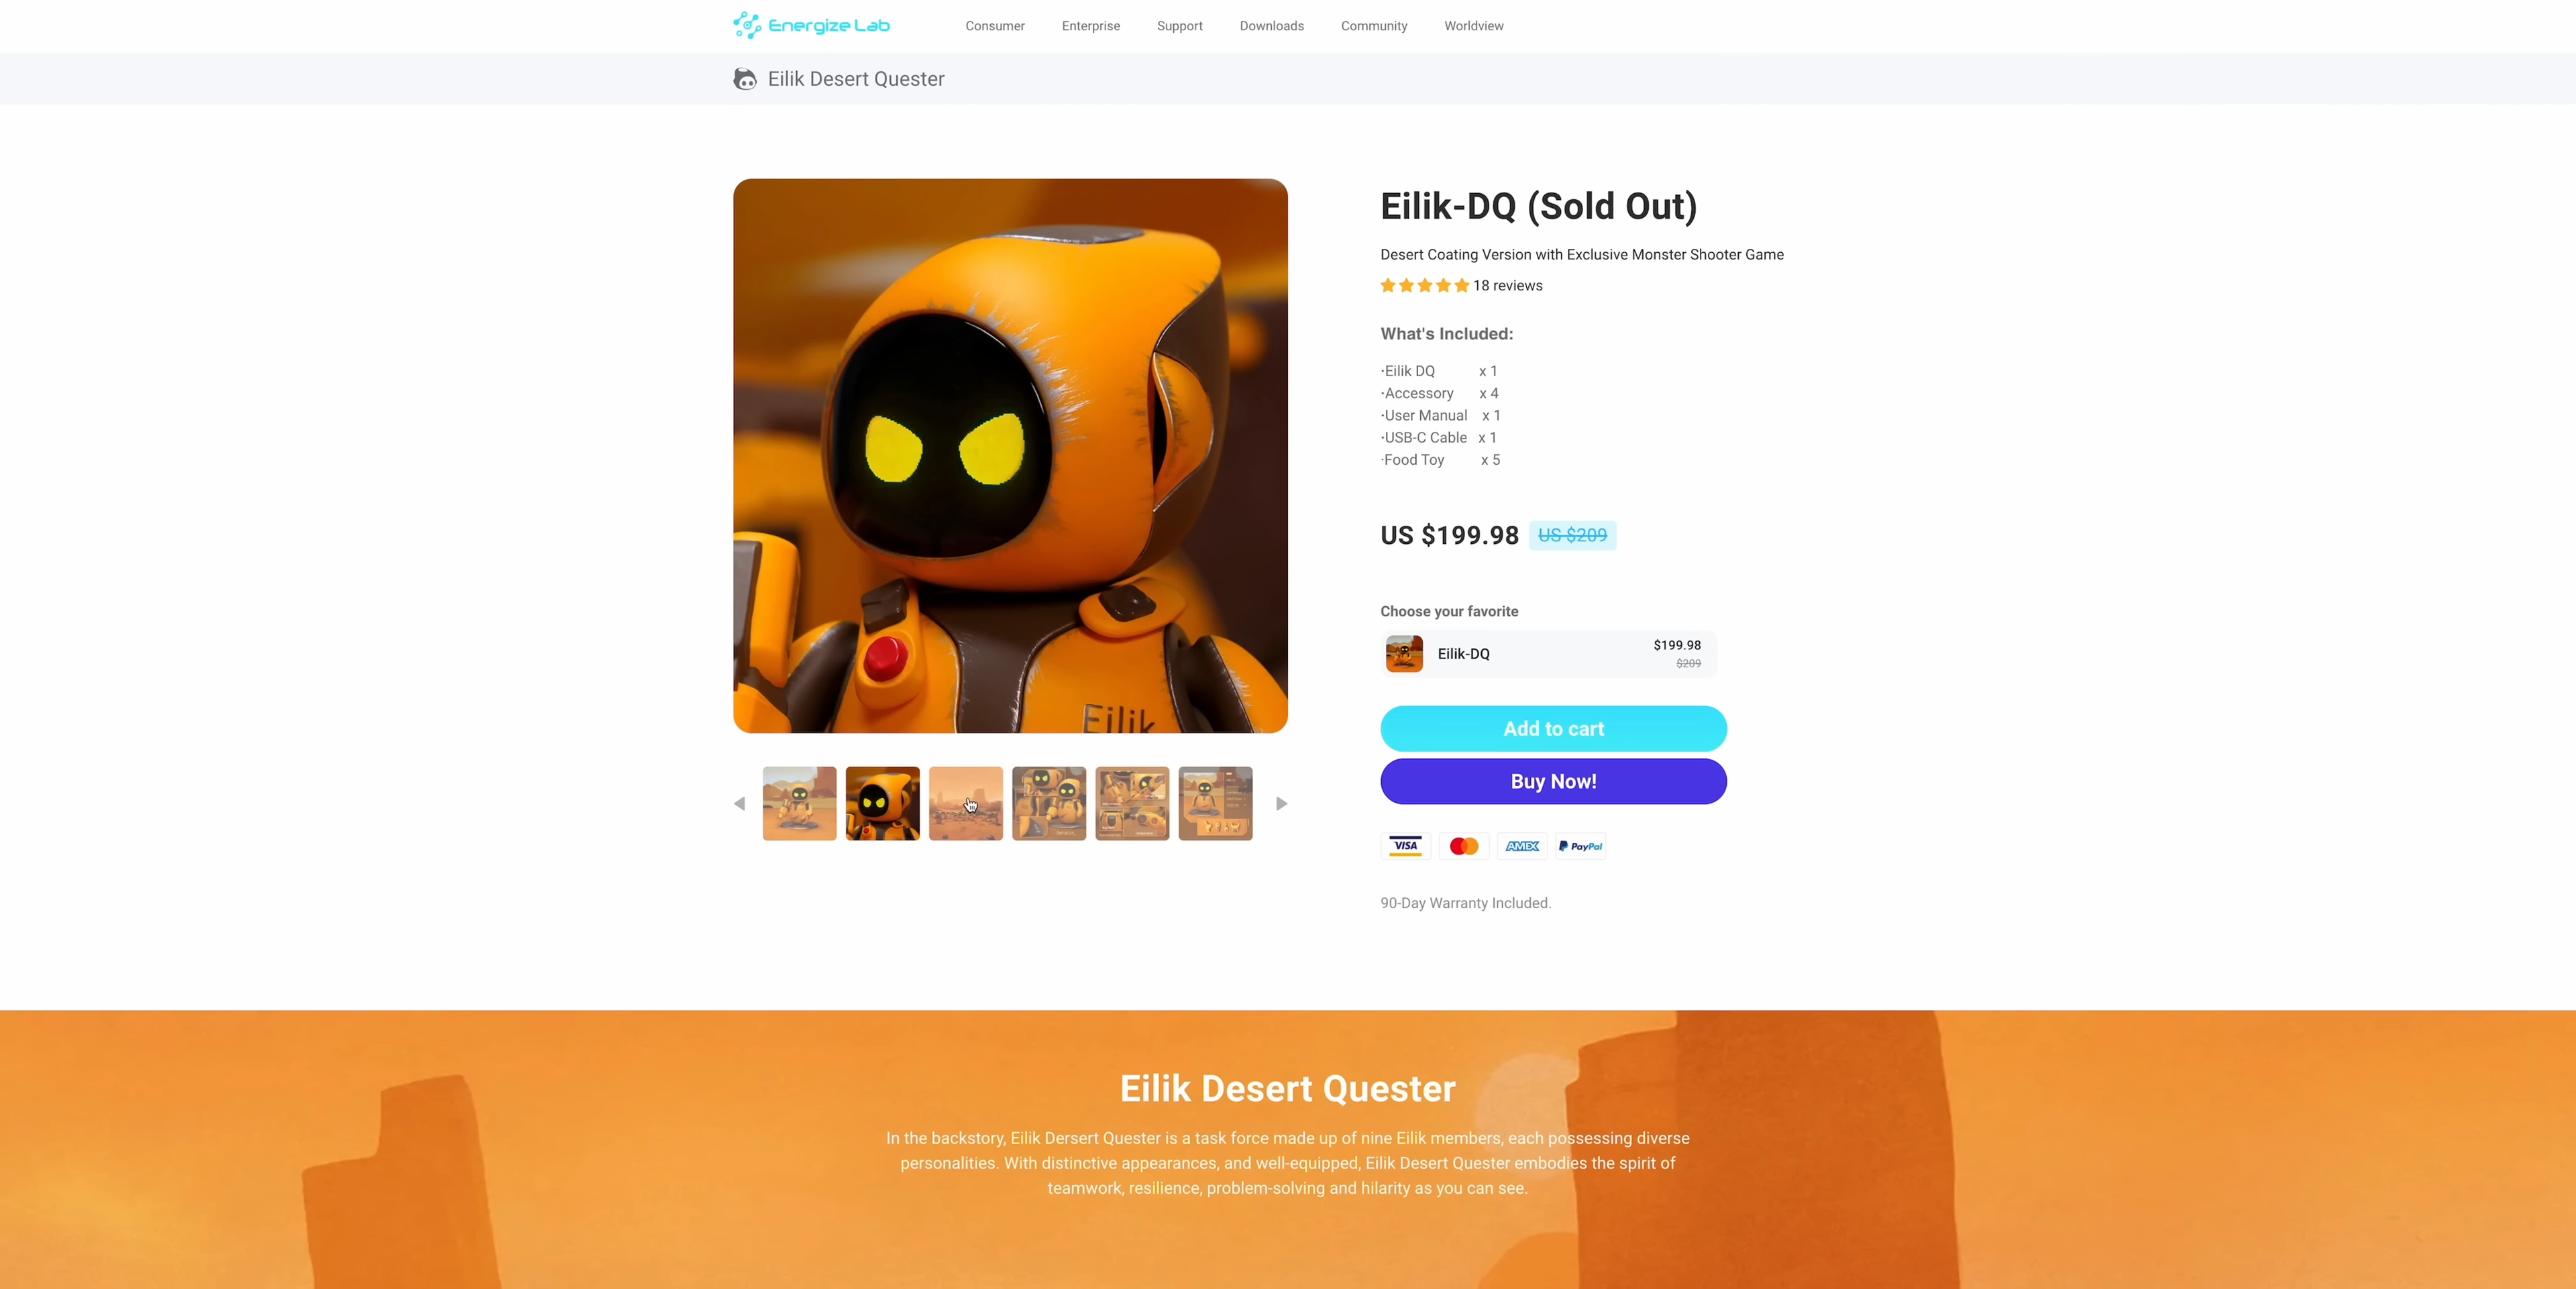 Energize Lab
Consumer
Enterprise
Support
Downloads
Community
Worldview
Eilik Desert Quester
Eilik
Eilik-DQ (Sold Out)
Desert Coating Version with Exclusive Monster Shooter Game
18 reviews
What's Included:
·Eilik DQ x 1
·Accessory x 4
·User Manual x 1
·USB-C Cable x 1
·Food Toy x 5
US $199.98 US $209
Choose your favorite
Eilik-DQ
$199.98
$209
Add to cart
Buy Now!
VISA
AMEX
PayPal
90-Day Warranty Included.
Eilik Desert Quester
In the backstory, Eilik Dersert Quester is a task force made up of nine Eilik members, each possessing diverse
personalities. With distinctive appearances, and well-equipped, Eilik Desert Quester embodies the spirit of
teamwork, resilience, problem-solving and hilarity as you can see.